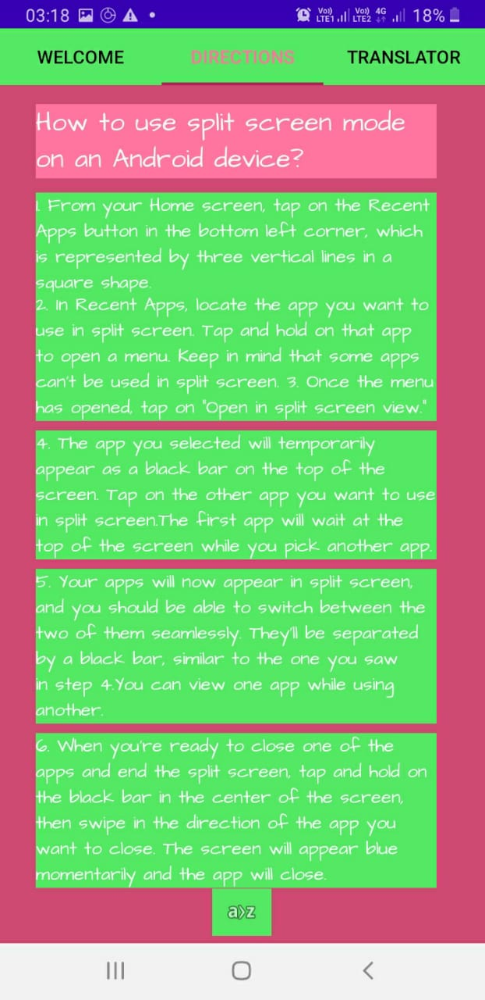 03:18 Vo)) LTE1 Vo)) LTE2 4G 18%
WELCOME DIRECTIONS TRANSLATOR
How to use split screen mode
on an Android device?
1. From your Home screen, tap on the Recent
Apps button in the bottom left corner, which
is represented by three vertical lines in a
square shape.
2. In Recent Apps, locate the app you want to
use in split screen. Tap and hold on that app
to open a menu. Keep in mind that some apps
can't be used in split screen. 3. Once the menu
has opened, tap on "Open in split screen view."
4. The app you selected will temporarily
appear as a black bar on the top of the
screen. Tap on the other app you want to use
in split screen.The first app will wait at the
top of the screen while you pick another app.
5. Your apps will now appear in split screen,
and you should be able to switch between the
two of them seamlessly. They'll be separated
by a black bar, similar to the one you saw
in step 4.You can view one app while using
another.
6. When you're ready to close one of the
apps and end the split screen, tap and hold on
the black bar in the center of the screen,
then swipe in the direction of the app you
want to close. The screen will appear blue
momentarily and the app will close.
a>z